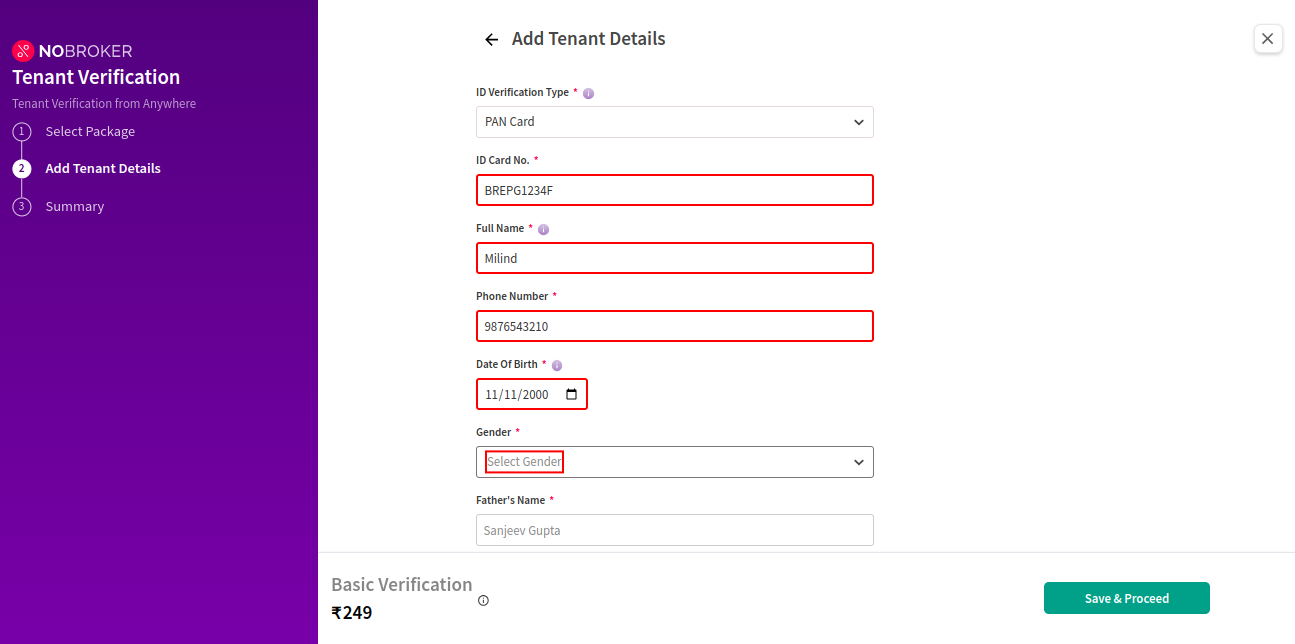 NOBROKER
Tenant Verification
Tenant Verification from Anywhere
1 Select Package
2 Add Tenant Details
3 Summary
Add Tenant Details
ID Verification Type *
PAN Card
ID Card No. *
BREPG1234F
Full Name *
Milind
Phone Number *
9876543210
Date Of Birth *
11/11/2000
Gender *
Select Gender
Father's Name *
Sanjeev Gupta
Basic Verification
₹249
Save & Proceed